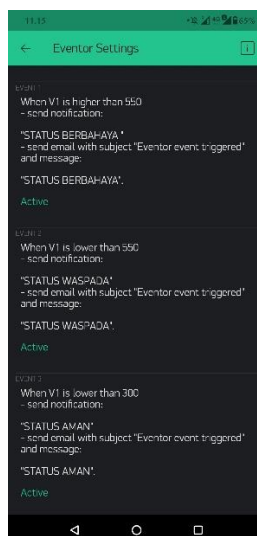 11.15
4G
63%
Eventor Settings
i
EVENT 1
When V1 is higher than 550
- send notification:
"STATUS BERBAHAYA "
- send email with subject "Eventor event triggered"
and message:
"STATUS BERBAHAYA".
Active
EVENT 2
When V1 is lower than 550
- send notification:
"STATUS WASPADA"
- send email with subject "Eventor event triggered"
and message:
"STATUS WASPADA".
Active
EVENT 3
When V1 is lower than 300
- send notification:
"STATUS AMAN"
- send email with subject "Eventor event triggered"
and message:
"STATUS AMAN".
Active